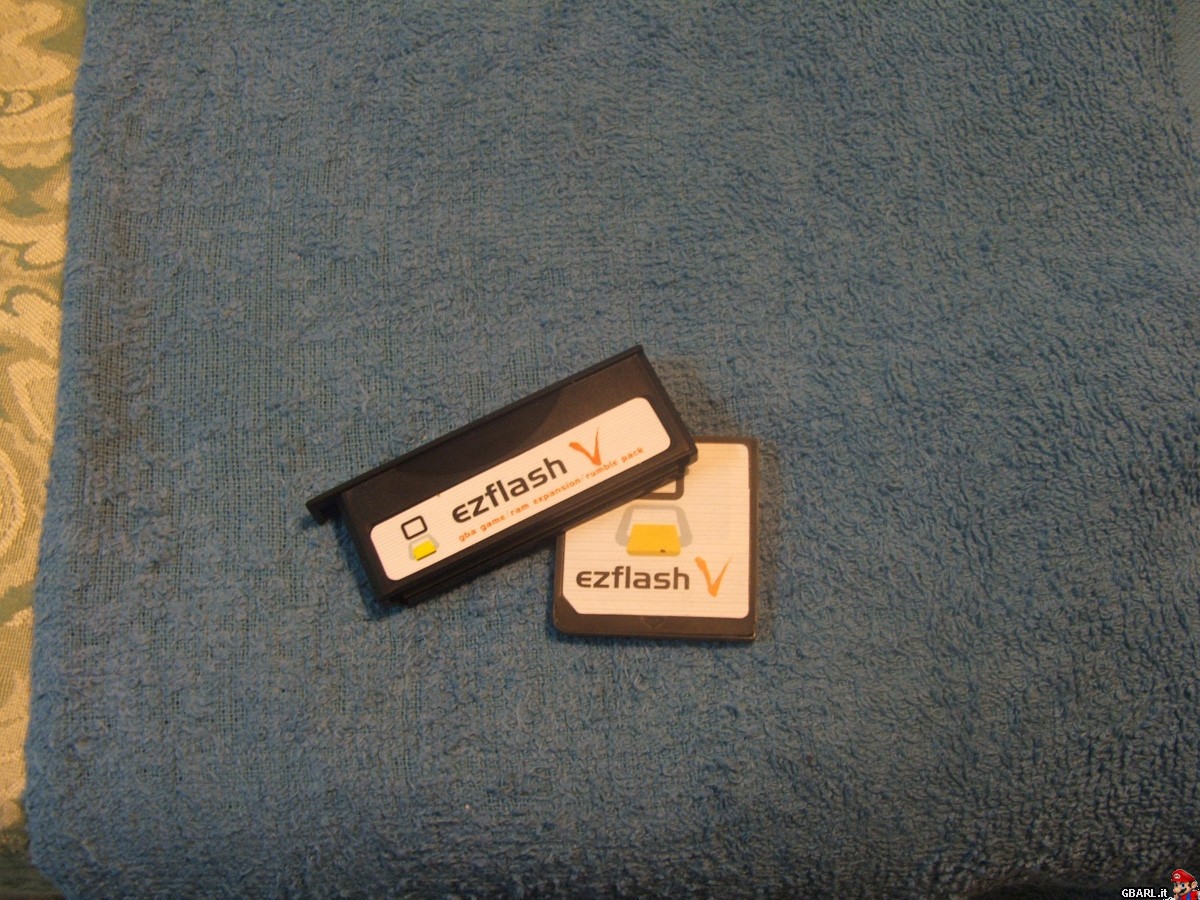 ezflash V
gba game/ram expansion/rumble pack
ezflash V
GBARL.it